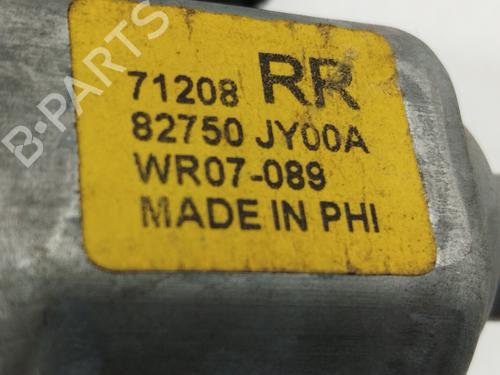 B-PARTS
71208 RR
82750 JY00A
WR07-089
MADE IN PHI